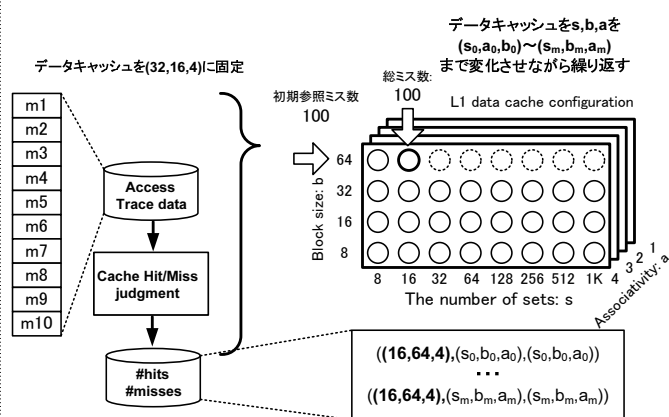 データキャッシュをs,b,aを
(s0,a0,b0)～(sm,bm,am)
まで変化させながら繰り返す
データキャッシュを(32,16,4)に固定
総ミス数:
100
初期参照ミス数
100
L1 data cache configuration
m1
m2
m3
m4
m5
m6
m7
m8
m9
m10
Access
Trace data
Cache Hit/Miss
judgment
#hits
#misses
Block size: b
64
32
16
8
8 16 32 64 128 256 512 1K
The number of sets: s
4 3 2 1
Associativity: a
((16,64,4),(s0,b0,a0),(s0,b0,a0))
...
((16,64,4),(sm,bm,am),(sm,bm,am))